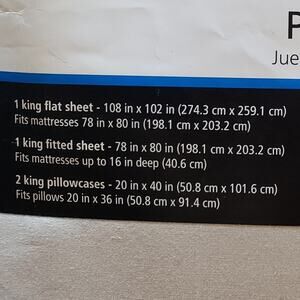 P
Jue
1 king flat sheet - 108 in x 102 in (274.3 cm x 259.1 cm)
Fits mattresses 78 in x 80 in (198.1 cm x 203.2 cm)
1 king fitted sheet - 78 in x 80 in (198.1 cm x 203.2 cm)
Fits mattresses up to 16 in deep (40.6 cm)
2 king pillowcases - 20 in x 40 in (50.8 cm x 101.6 cm)
Fits pillows 20 in x 36 in (50.8 cm x 91.4 cm)